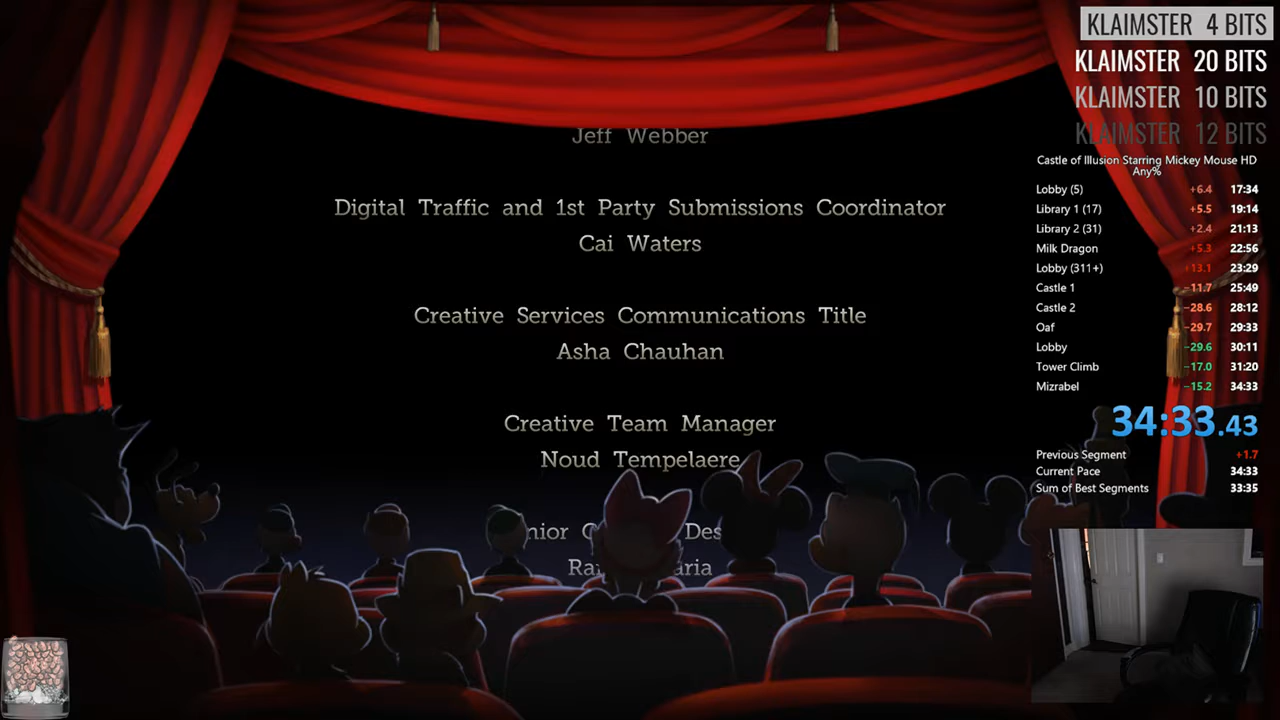 KLAIMSTER 4 BITS
KLAIMSTER 20 BITS
KLAIMSTER 10 BITS
KLAIMSTER 12 BITS
Jeff Webber
Digital Traffic and 1st Party Submissions Coordinator
Cai Waters
Creative Services Communications Title
Asha Chauhan
Creative Team Manager
Noud Tempelaere
Castle of Illusion Starring Mickey Mouse HD
Any%
Lobby (5) +6.4 17:34
Library 1 (17) +5.5 19:14
Library 2 (31) +2.4 21:13
Milk Dragon +5.3 22:56
Lobby (311+) +13.1 23:29
Castle 1 -11.7 25:49
Castle 2 -28.6 28:12
Oaf -29.7 29:33
Lobby -29.6 30:11
Tower Climb -17.0 31:20
Mizrabel -15.2 34:33
34:33.43
Previous Segment +1.7
Current Pace 34:33
Sum of Best Segments 33:35